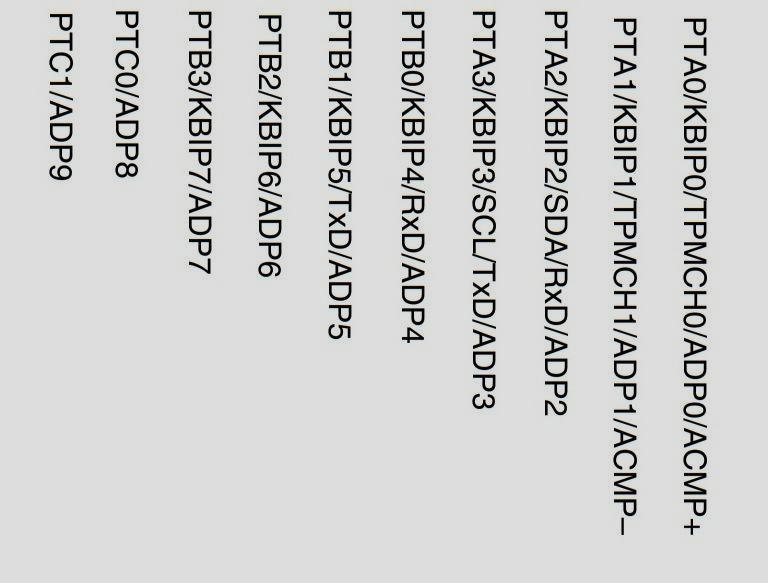 PTA0/KBIP0/TPMCH0/ADP0/ACMP+
PTA1/KBIP1/TPMCH1/ADP1/ACMP–
PTA2/KBIP2/SDA/RxD/ADP2
PTA3/KBIP3/SCL/TxD/ADP3
PTB0/KBIP4/RxD/ADP4
PTB1/KBIP5/TxD/ADP5
PTB2/KBIP6/ADP6
PTB3/KBIP7/ADP7
PTC0/ADP8
PTC1/ADP9